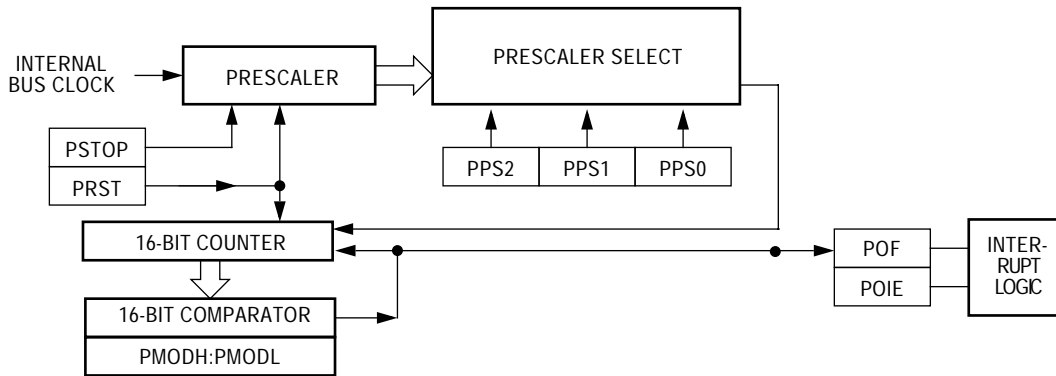 INTERNAL
BUS CLOCK
PRESCALER
PRESCALER SELECT
PSTOP
PRST
PPS2
PPS1
PPS0
16-BIT COUNTER
POF
POIE
INTER-
RUPT
LOGIC
16-BIT COMPARATOR
PMODH:PMODL